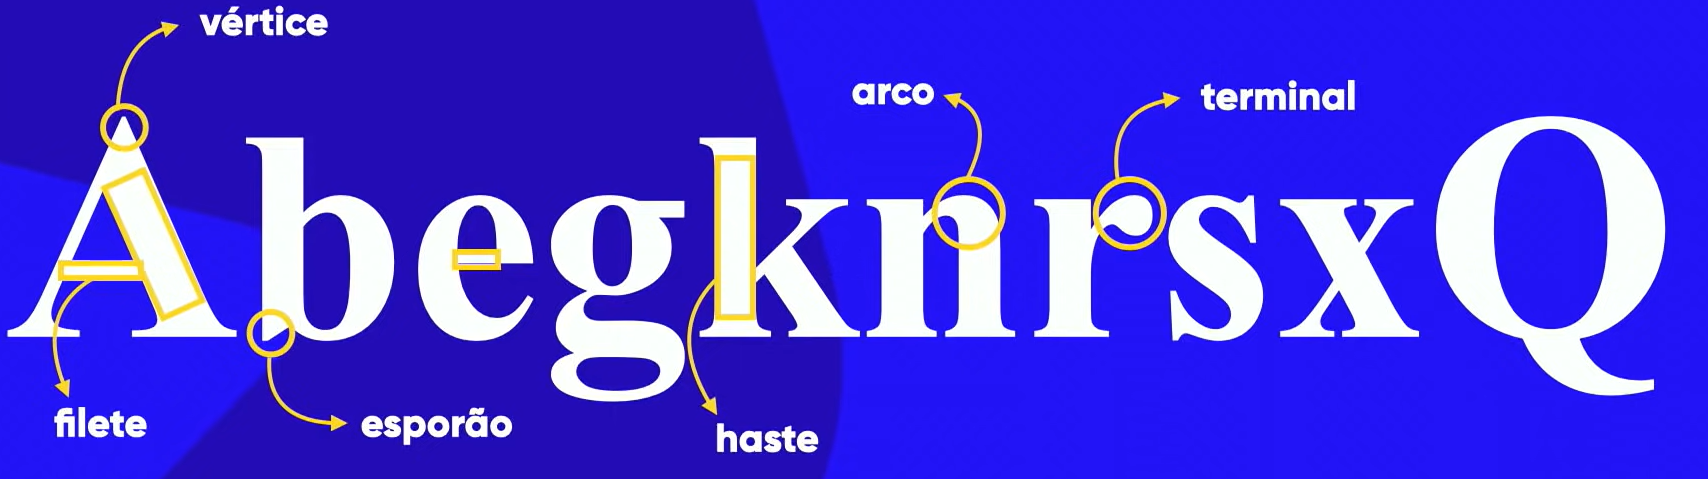 vértice
arco
terminal
AbegknrsxQ
filete
esporão
haste